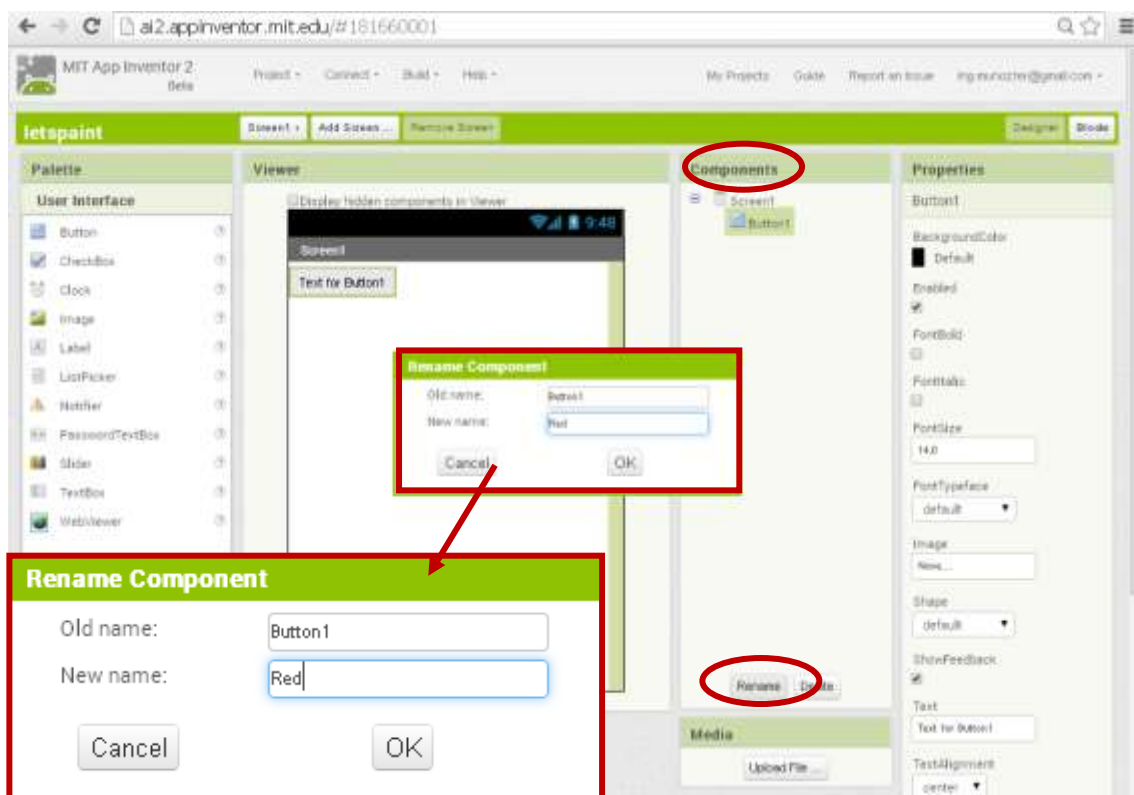 ai2.appinventor.mit.edu/#181660001
MIT App Inventor 2
Beta
Project
Connect
Build
Help
My Projects
Guide
Report an Issue
letspaint
Screen1
Add Screen ...
Remove Screen
Designer
Blocks
Palette
User Interface
Button
CheckBox
Clock
Image
Label
ListPicker
Notifier
PasswordTextBox
Slider
TextBox
WebViewer
Viewer
Display hidden components in Viewer
9:48
Screen1
Text for Button1
Rename Component
Old name:
Button1
New name:
Red
Cancel
OK
Rename Component
Old name:
Button1
New name:
Red
Cancel
OK
Components
Screen1
Button1
Rename
Delete
Media
Upload File ...
Properties
Button1
BackgroundColor
Default
Enabled
FontBold
FontItalic
FontSize
14.0
FontTypeface
default
Image
None...
Shape
default
ShowFeedback
Text
Text for Button1
TextAlignment
center